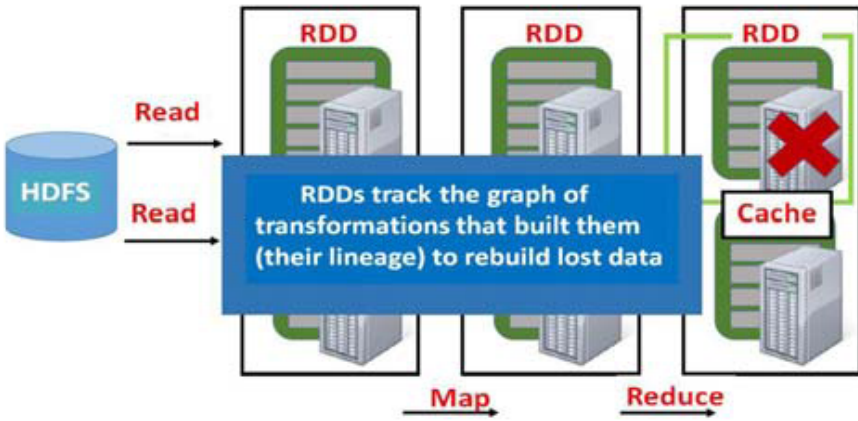 RDD
RDD
RDD
Read
HDFS
Read
RDDs track the graph of
transformations that built them
(their lineage) to rebuild lost data
Cache
Map
Reduce